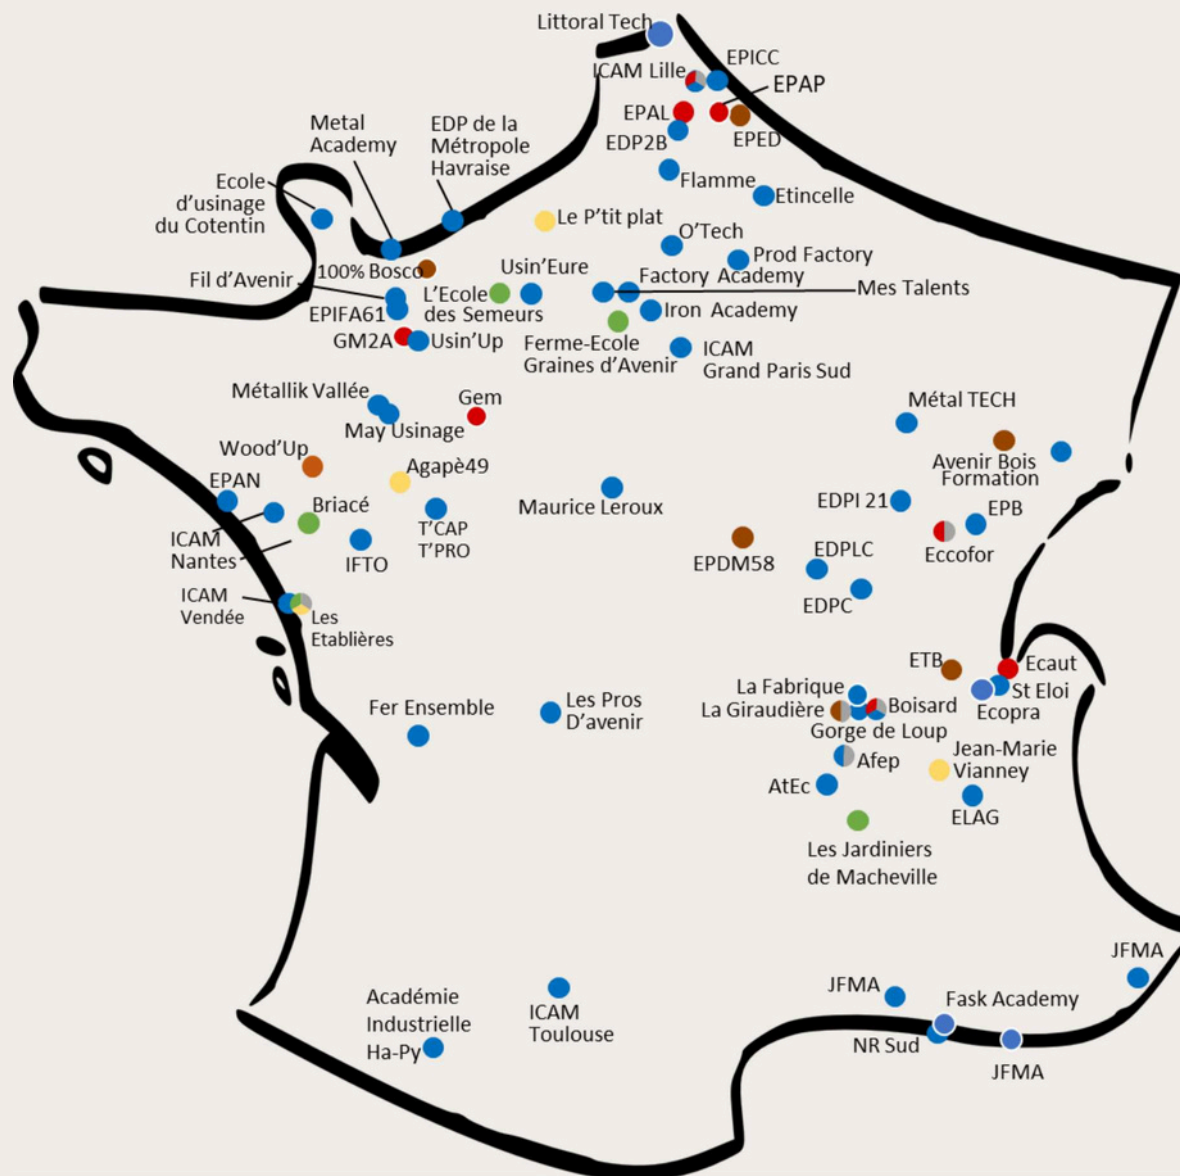 Littoral Tech
EPICC
ICAM Lille
EPAP
EPAL
EDP2B
EPED
Metal
Academy
EDP de la
Métropole
Havraise
Ecole
d'usinage
du Cotentin
Flamme
Etincelle
Le P'tit plat
O'Tech
Prod Factory
100% Bosco
Fil d'Avenir
Usin'Eure
Factory Academy
Mes Talents
L'Ecole
des Semeurs
EPIFA61
Iron Academy
GM2A
Usin'Up
Ferme-Ecole
Graines d'Avenir
ICAM
Grand Paris Sud
Métallik Vallée
Gem
May Usinage
Métal TECH
Wood'Up
Agapè49
Avenir Bois
Formation
EPAN
Briacé
Maurice Leroux
EDPI 21
EPB
ICAM
Nantes
T'CAP
T'PRO
IFTO
EPDM58
EDPLC
Eccofor
EDPC
ICAM
Vendée
Les
Etablières
ETB
Ecaut
St Eloi
Ecopra
La Fabrique
La Giraudière
Boisard
Gorge de Loup
Fer Ensemble
Les Pros
D'avenir
Afep
Jean-Marie
Vianney
AtEc
ELAG
Les Jardiniers
de Macheville
JFMA
JFMA
Fask Academy
Académie
Industrielle
Ha-Py
ICAM
Toulouse
NR Sud
JFMA